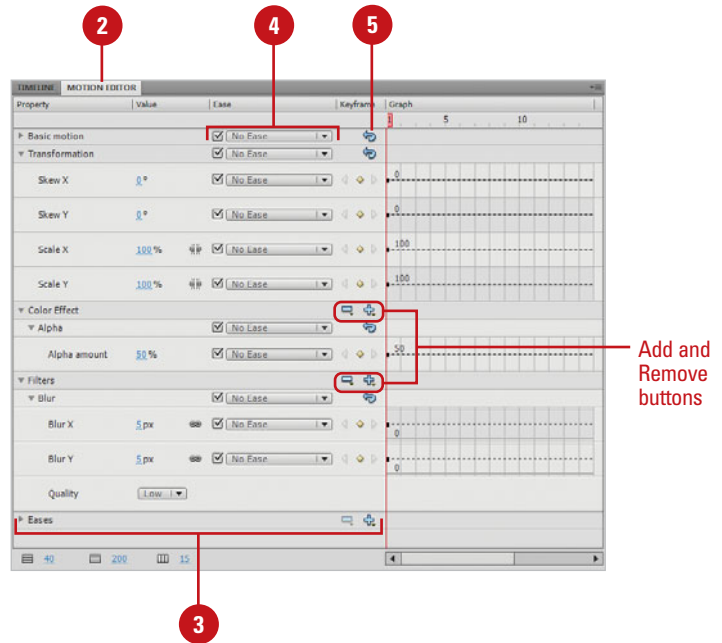 2 4 5
TIMELINE MOTION EDITOR
Property Value Ease Keyframe Graph
1 5 10
Basic motion No Ease
Transformation No Ease
Skew X 0° No Ease 0
Skew Y 0° No Ease 0
Scale X 100 % No Ease 100
Scale Y 100 % No Ease 100
Color Effect
Alpha No Ease
Alpha amount 50 % No Ease 50
Add and
Remove
buttons
Filters
Blur No Ease
Blur X 5 px No Ease 0
Blur Y 5 px No Ease 0
Quality Low
Eases
40 200 15
3